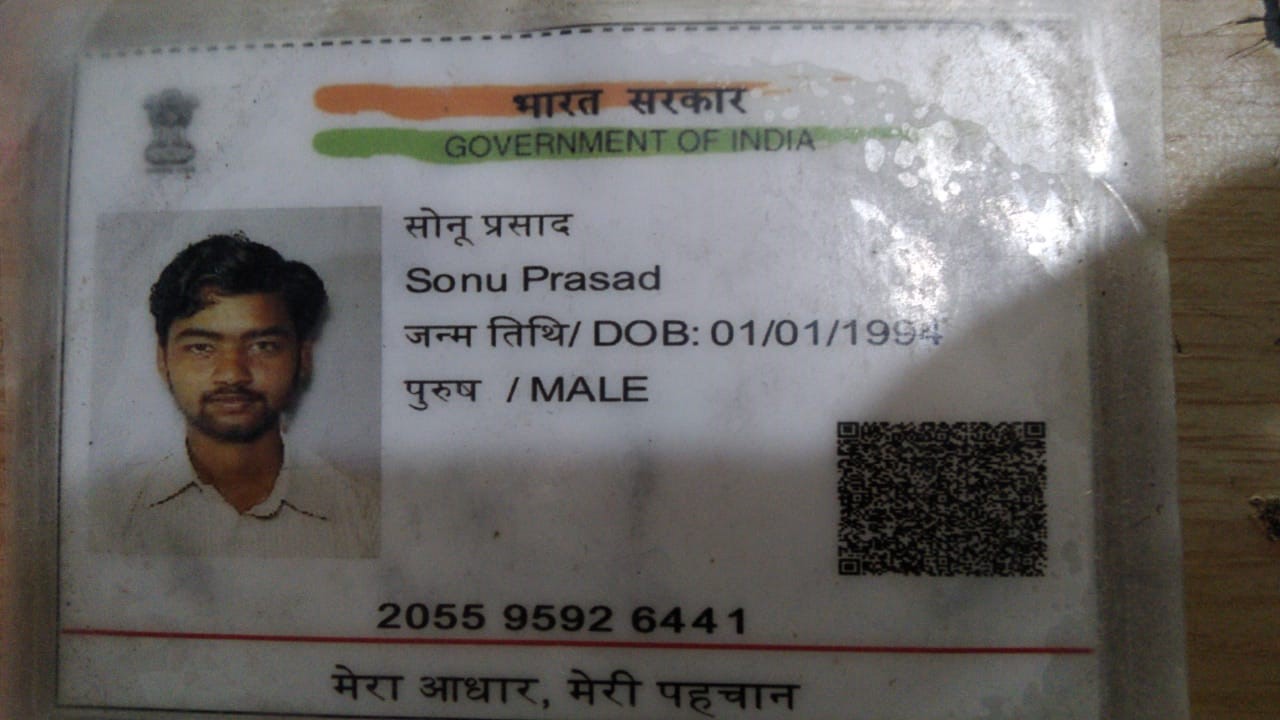 भारत सरकार
GOVERNMENT OF INDIA
सोनू प्रसाद
Sonu Prasad
जन्म तिथि/ DOB: 01/01/1994
पुरुष / MALE
2055 9592 6441
मेरा आधार, मेरी पहचान